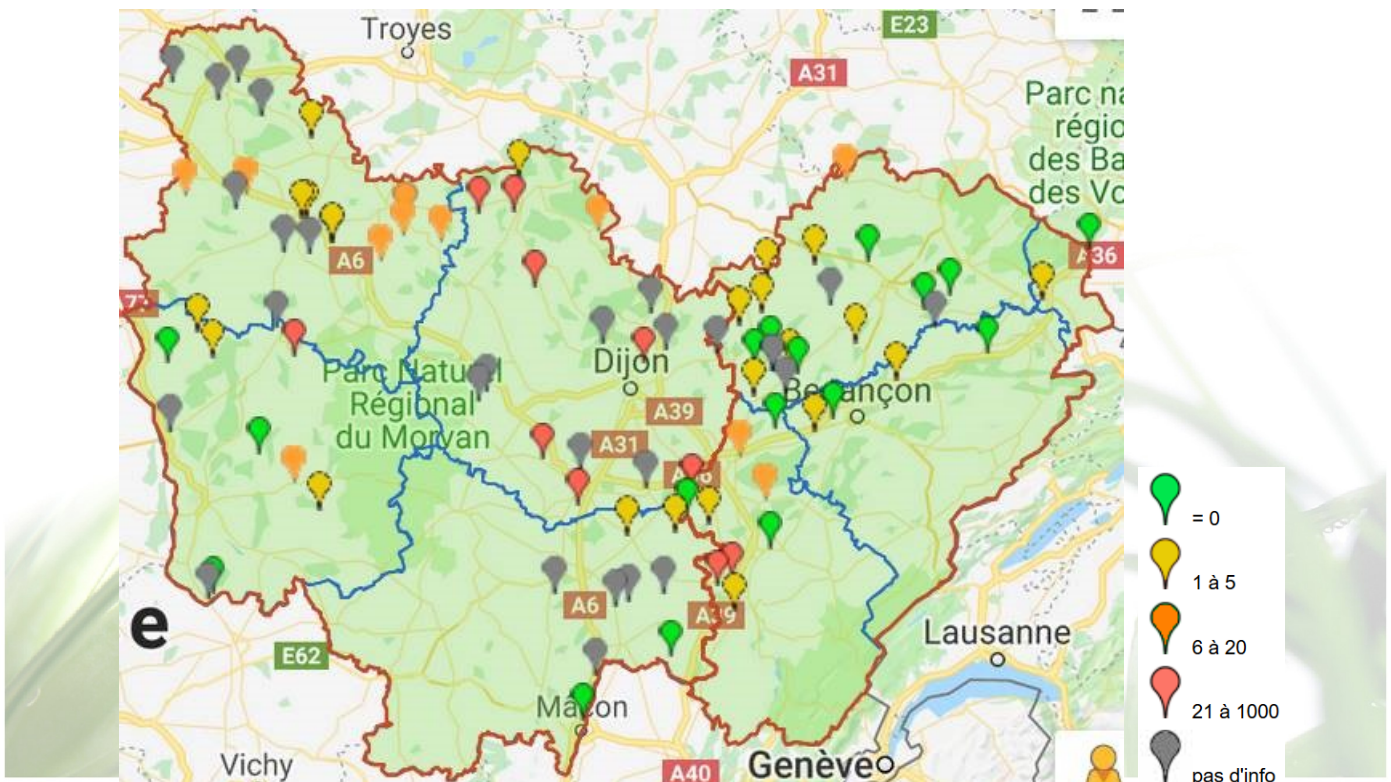 Troyes
E23
A31
Parc na
régio
des Ba
des Vo
A6
A36
77
Dijon
Parc Naturel
Régional
du Morvan
Besançon
A39
A31
A36
e
A6
A39
E62
Lausanne
Mâcon
Vichy
A40
Genève
= 0
1 à 5
6 à 20
21 à 1000
pas d'info